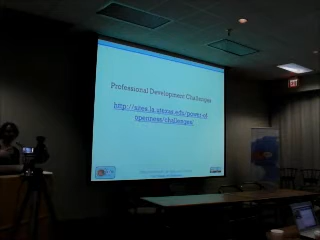 Professional Development Challenges
http://sites.la.utexas.edu/power-of
openness/challenges/